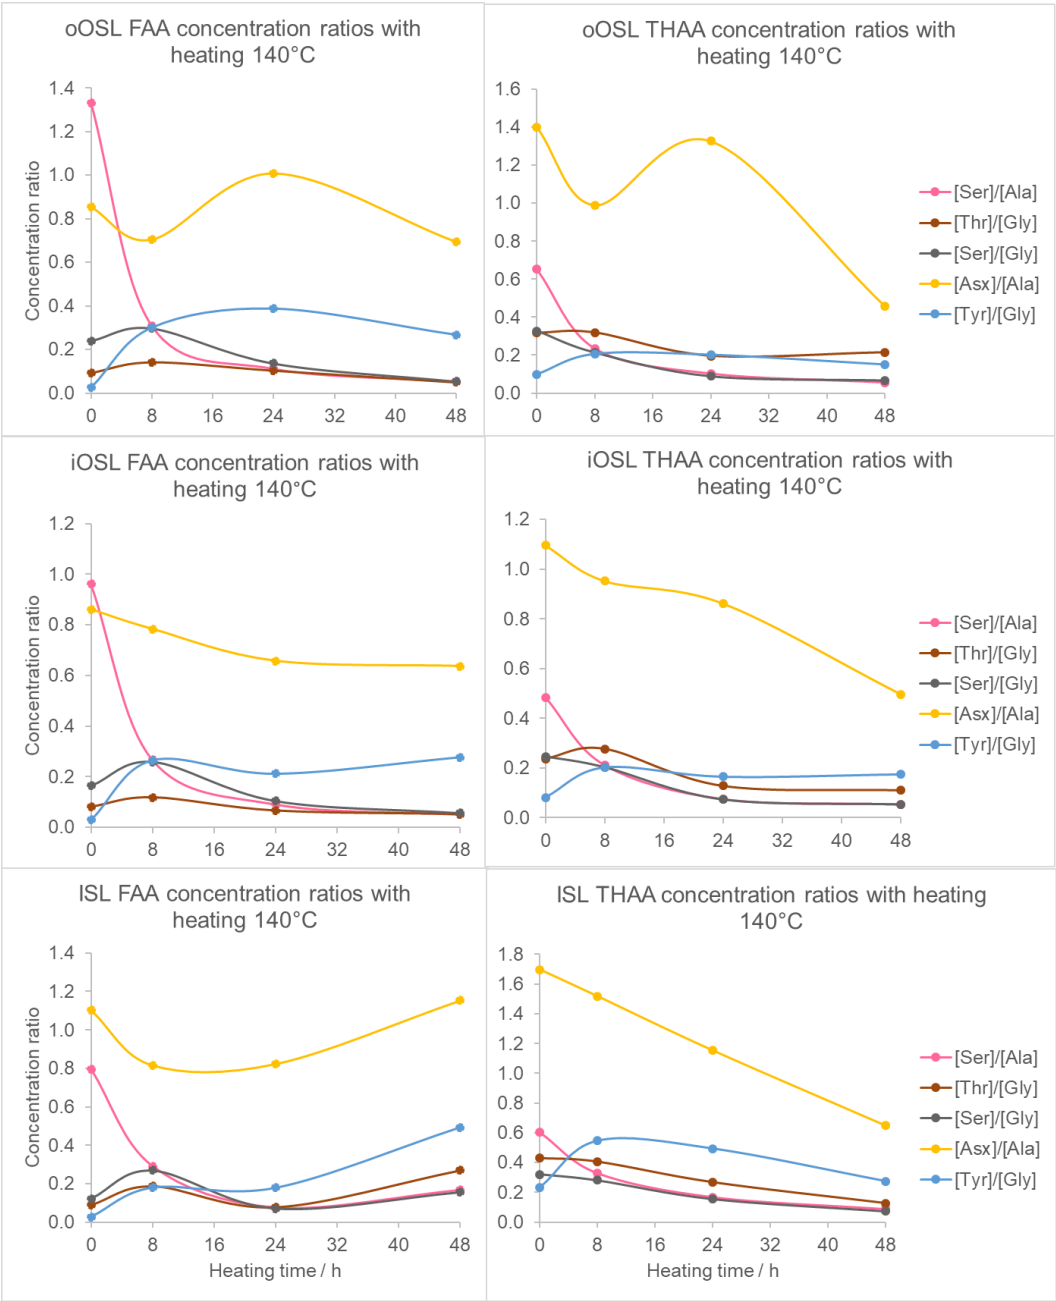 oOSL FAA concentration ratios with
heating 140°C
Concentration ratio
1.4
1.2
1.0
0.8
0.6
0.4
0.2
0.0
0 8 16 24 32 40 48
oOSL THAA concentration ratios with
heating 140°C
1.6
1.4
1.2
1.0
0.8
0.6
0.4
0.2
0.0
0 8 16 24 32 40 48
[Ser]/[Ala]
[Thr]/[Gly]
[Ser]/[Gly]
[Asx]/[Ala]
[Tyr]/[Gly]
iOSL FAA concentration ratios with
heating 140°C
Concentration ratio
1.2
1.0
0.8
0.6
0.4
0.2
0.0
0 8 16 24 32 40 48
iOSL THAA concentration ratios with
heating 140°C
1.2
1.0
0.8
0.6
0.4
0.2
0.0
0 8 16 24 32 40 48
[Ser]/[Ala]
[Thr]/[Gly]
[Ser]/[Gly]
[Asx]/[Ala]
[Tyr]/[Gly]
ISL FAA concentration ratios with
heating 140°C
Concentration ratio
1.4
1.2
1.0
0.8
0.6
0.4
0.2
0.0
0 8 16 24 32 40 48
Heating time / h
ISL THAA concentration ratios with heating
140°C
1.8
1.6
1.4
1.2
1.0
0.8
0.6
0.4
0.2
0.0
0 8 16 24 32 40 48
Heating time / h
[Ser]/[Ala]
[Thr]/[Gly]
[Ser]/[Gly]
[Asx]/[Ala]
[Tyr]/[Gly]